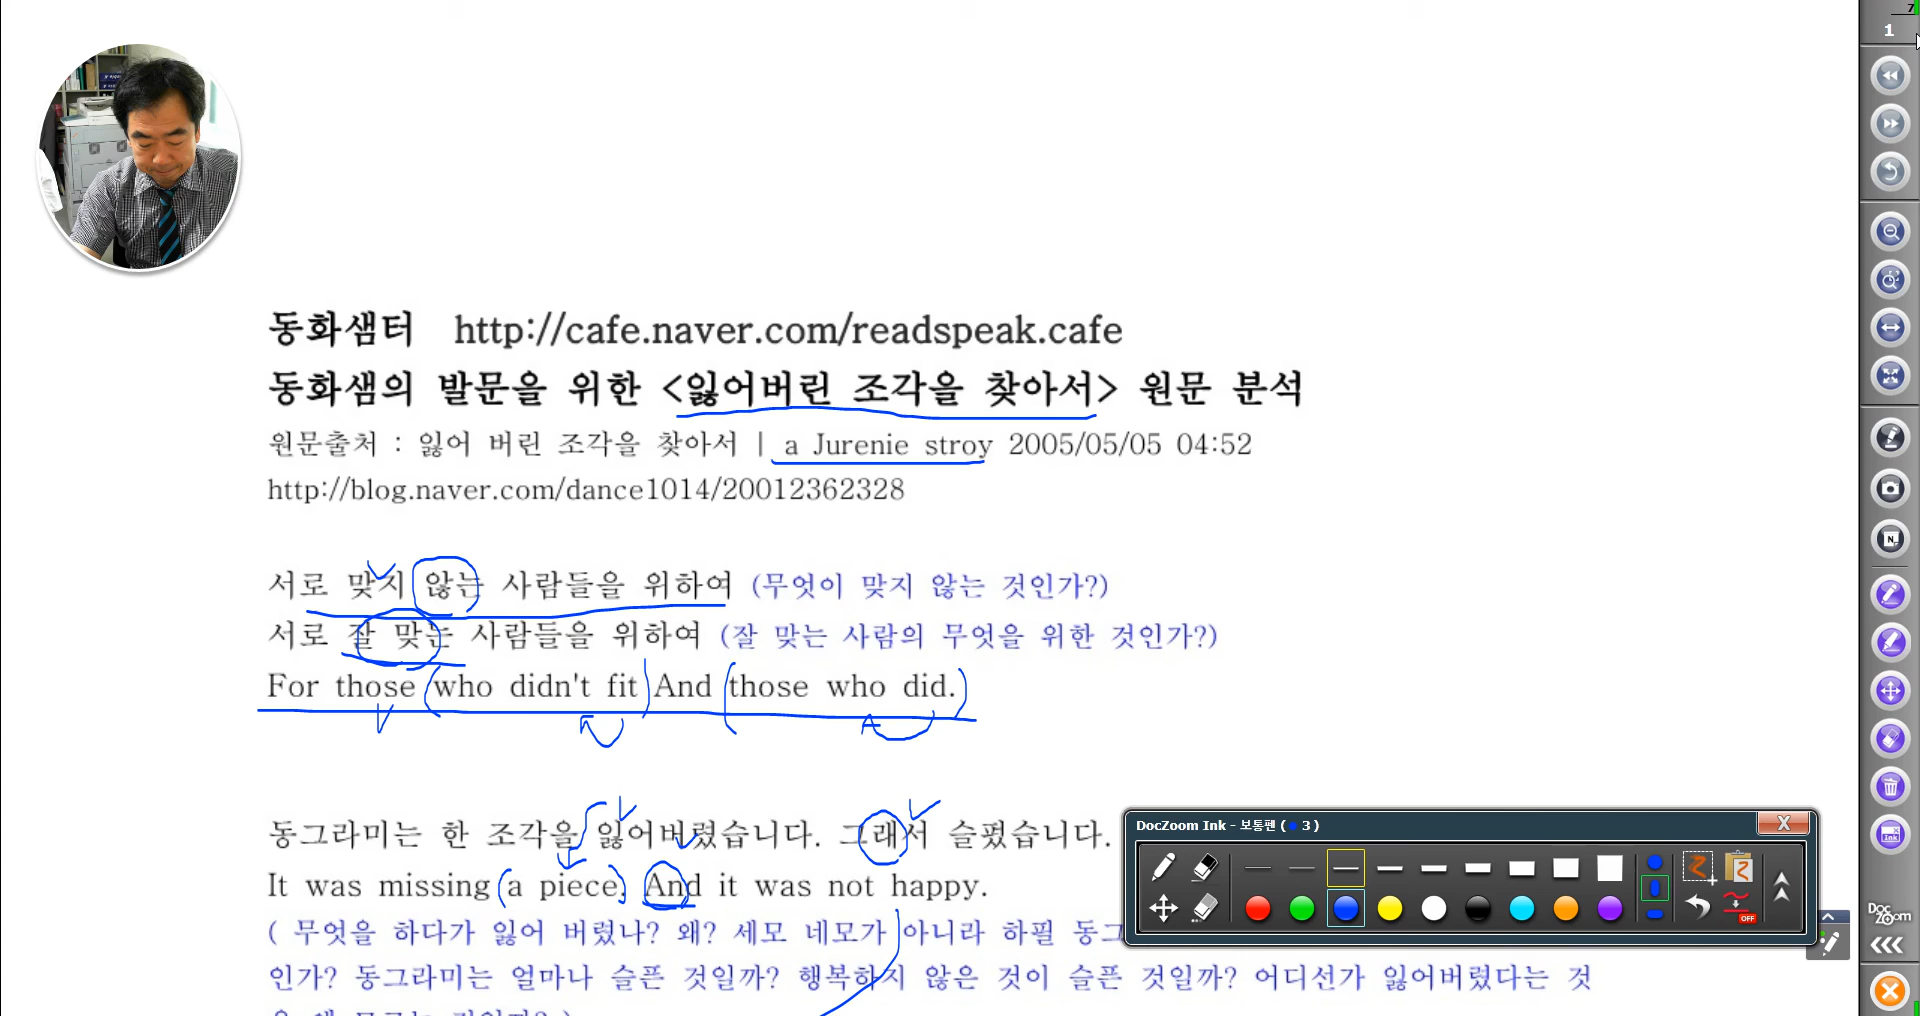 7
1
동화샘터 http://cafe.naver.com/readspeak.cafe
동화샘의 발문을 위한 <잃어버린 조각을 찾아서> 원문 분석
원문출처 : 잃어 버린 조각을 찾아서 | a Jurenie stroy 2005/05/05 04:52
http://blog.naver.com/dance1014/20012362328
서로 맞지 않는 사람들을 위하여 (무엇이 맞지 않는 것인가?)
서로 잘 맞는 사람들을 위하여 (잘 맞는 사람의 무엇을 위한 것인가?)
For those who didn't fit And those who did.
동그라미는 한 조각을 잃어버렸습니다. 그래서 슬펐습니다.
It was missing a piece. And it was not happy.
( 무엇을 하다가 잃어 버렸나? 왜? 세모 네모가 아니라 하필 동그
인가? 동그라미는 얼마나 슬픈 것일까? 행복하지 않은 것이 슬픈 것일까? 어디선가 잃어버렸다는 것
DocZoom Ink - 보통펜 ( 3 )
X
OFF
N
Ink
Doc
Zoom